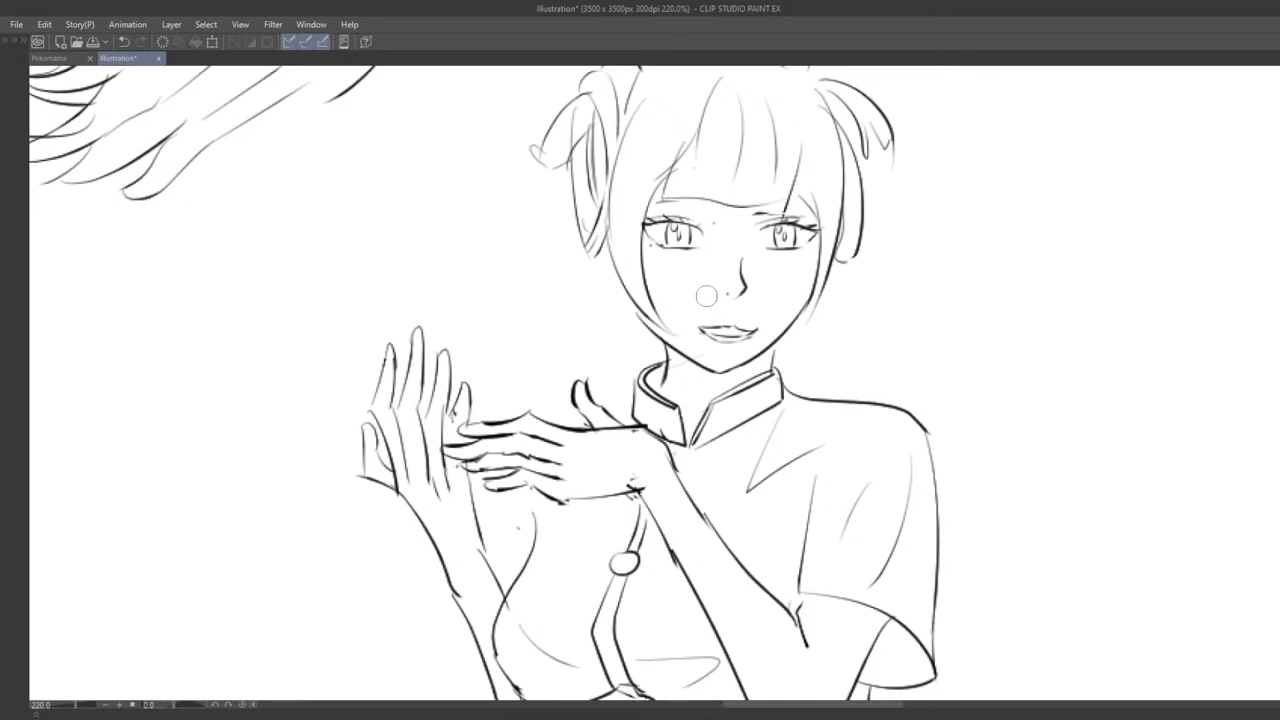 Illustration* (3500 x 3500px 300dpi 220.0%) - CLIP STUDIO PAINT EX
File Edit Story(P) Animation Layer Select View Filter Window Help
Pekomama Illustration*
220.0 0.0